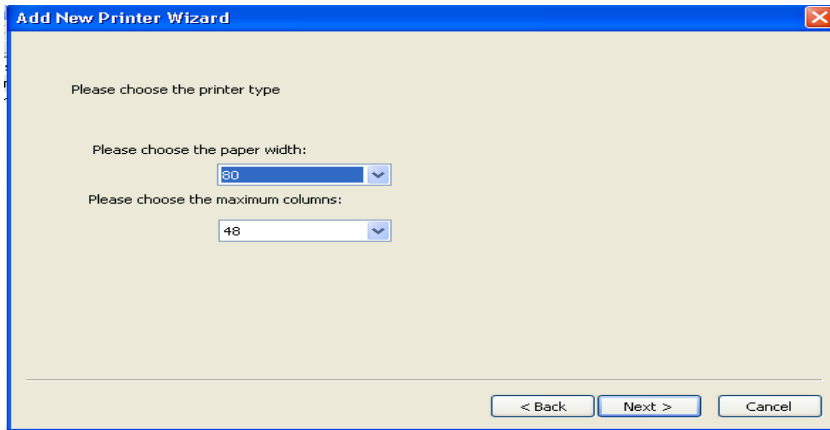 Add New Printer Wizard
Please choose the printer type
Please choose the paper width:
80
Please choose the maximum columns:
48
< Back Next > Cancel